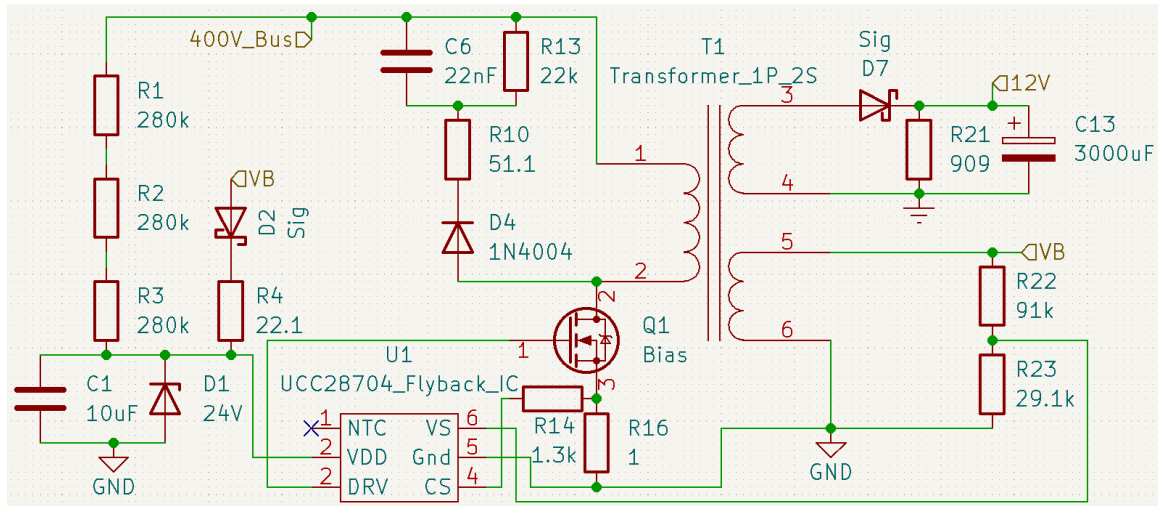 400V_Bus
C6
22nF
R13
22k
T1
Transformer_1P_2S
Sig
D7
12V
R1
280k
R10
51.1
1
3
R21
909
+
C13
3000uF
R2
280k
VB
D2
Sig
4
D4
1N4004
2
5
VB
R3
280k
R4
22.1
2
Q1
Bias
6
R22
91k
1
U1
UCC28704_Flyback_IC
3
C1
10uF
D1
24V
R14
1.3k
R16
1
R23
29.1k
1
NTC
VS
6
2
VDD
Gnd
5
2
DRV
CS
4
GND
GND